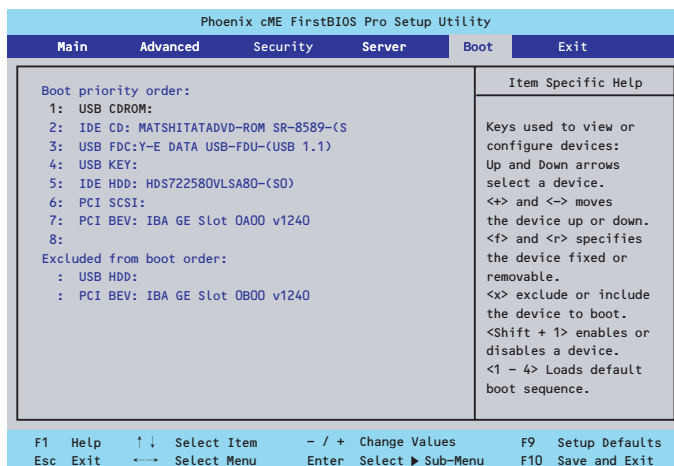 Phoenix cME FirstBIOS Pro Setup Utility
Main Advanced Security Server Boot Exit
Boot priority order:
1: USB CDROM:
2: IDE CD: MATSHITATADVD-ROM SR-8589-(S
3: USB FDC:Y-E DATA USB-FDU-(USB 1.1)
4: USB KEY:
5: IDE HDD: HDS722580VLSA80-(S0)
6: PCI SCSI:
7: PCI BEV: IBA GE Slot 0A00 v1240
8:
Excluded from boot order:
: USB HDD:
: PCI BEV: IBA GE Slot 0B00 v1240
Item Specific Help
Keys used to view or
configure devices:
Up and Down arrows
select a device.
<+> and <-> moves
the device up or down.
<f> and <r> specifies
the device fixed or
removable.
<x> exclude or include
the device to boot.
<Shift + 1> enables or
disables a device.
<1 – 4> Loads default
boot sequence.
F1 Help ↑↓ Select Item – / + Change Values F9 Setup Defaults
Esc Exit ←→ Select Menu Enter Select ▶ Sub-Menu F10 Save and Exit